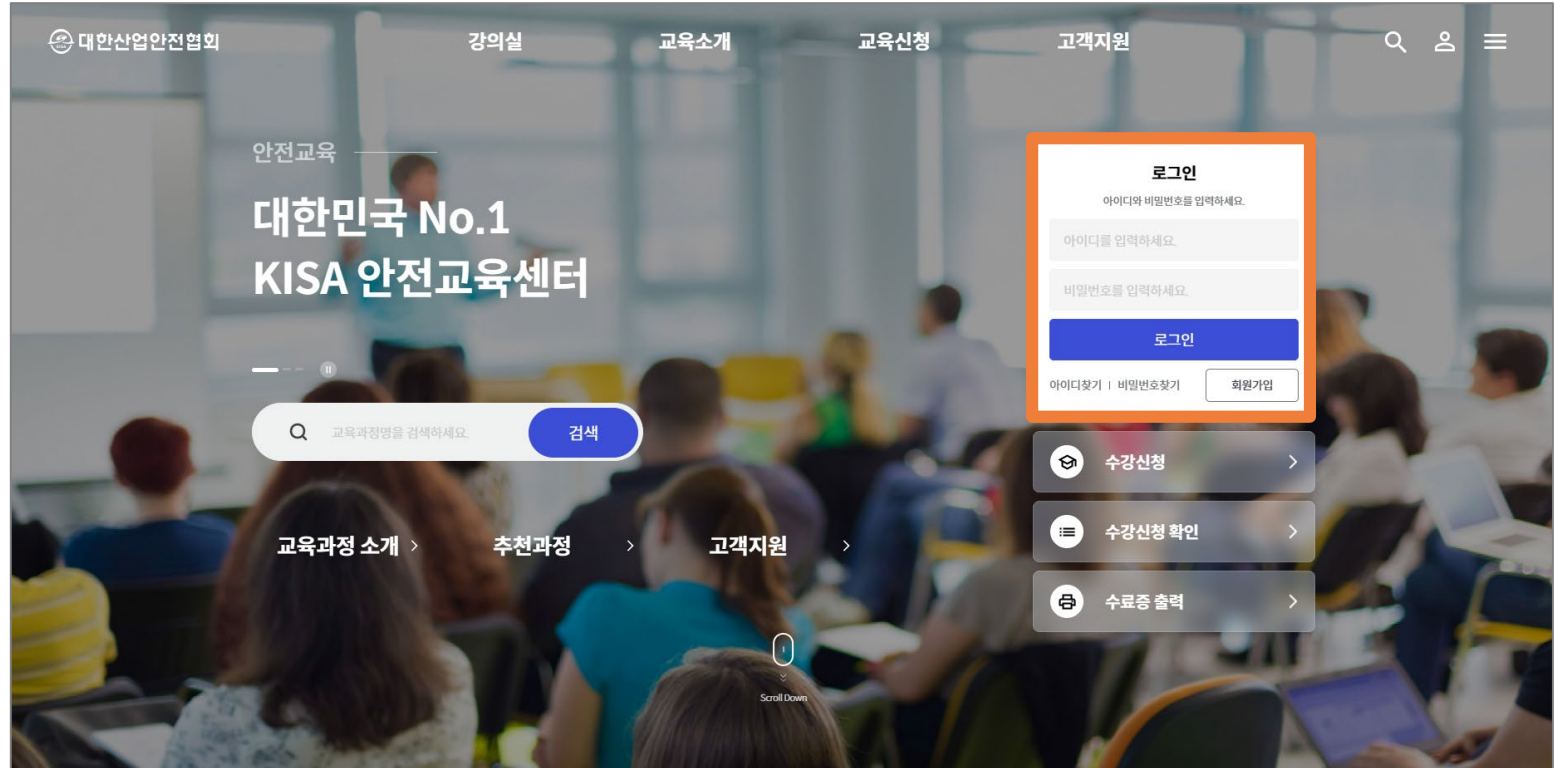 대한산업안전협회
강의실 교육소개 교육신청 고객지원
안전교육
대한민국 No.1
KISA 안전교육센터
교육과정명을 검색하세요.
검색
교육과정 소개
추천과정
고객지원
Scroll Down
로그인
아이디와 비밀번호를 입력하세요.
아이디를 입력하세요.
비밀번호를 입력하세요.
로그인
아이디찾기 | 비밀번호찾기
회원가입
수강신청
수강신청 확인
수료증 출력